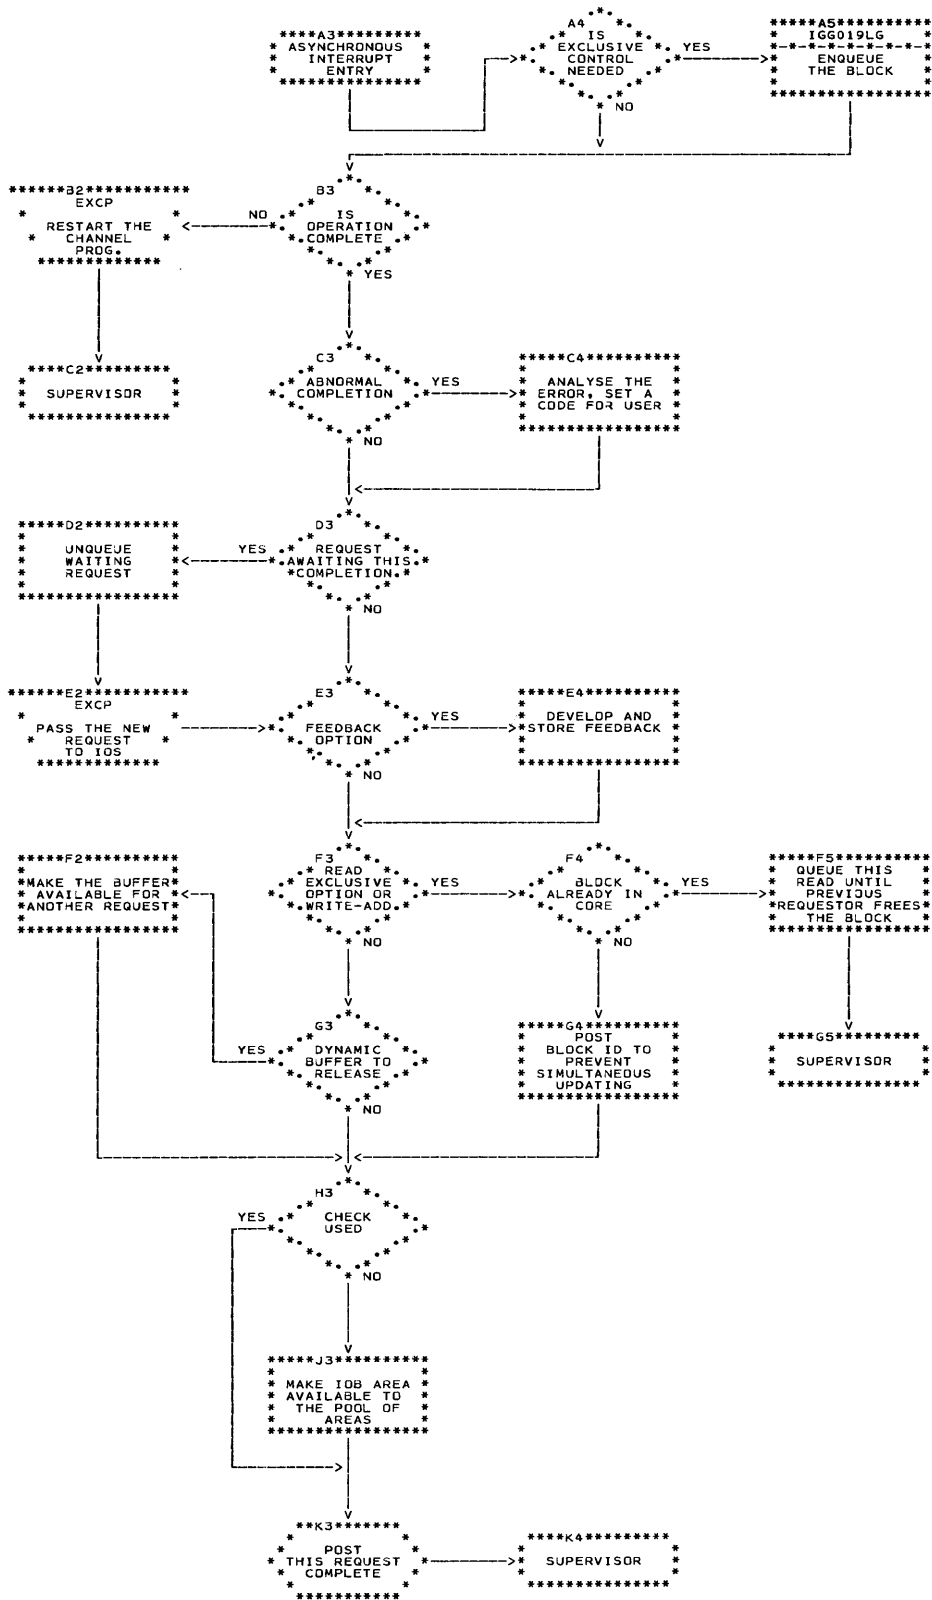 A3
ASYNCHRONOUS
INTERRUPT
ENTRY
A4
IS
EXCLUSIVE
CONTROL
NEEDED
YES
NO
A5
IGG019LG
ENQUEUE
THE BLOCK
B2
EXCP
RESTART THE
CHANNEL
PROG.
B3
IS
OPERATION
COMPLETE
NO
YES
C2
SUPERVISOR
C3
ABNORMAL
COMPLETION
YES
NO
C4
ANALYSE THE
ERROR, SET A
CODE FOR USER
D2
UNQUEUE
WAITING
REQUEST
D3
REQUEST
AWAITING THIS
COMPLETION
YES
NO
E2
EXCP
PASS THE NEW
REQUEST
TO IOS
E3
FEEDBACK
OPTION
YES
NO
E4
DEVELOP AND
STORE FEEDBACK
F2
MAKE THE BUFFER
AVAILABLE FOR
ANOTHER REQUEST
F3
READ
EXCLUSIVE
OPTION OR
WRITE-ADD
YES
NO
F4
BLOCK
ALREADY IN
CORE
YES
NO
F5
QUEUE THIS
READ UNTIL
PREVIOUS
REQUESTOR FREES
THE BLOCK
G3
DYNAMIC
BUFFER TO
RELEASE
YES
NO
G4
POST
BLOCK ID TO
PREVENT
SIMULTANEOUS
UPDATING
G5
SUPERVISOR
H3
CHECK
USED
YES
NO
J3
MAKE IOB AREA
AVAILABLE TO
THE POOL OF
AREAS
K3
POST
THIS REQUEST
COMPLETE
K4
SUPERVISOR